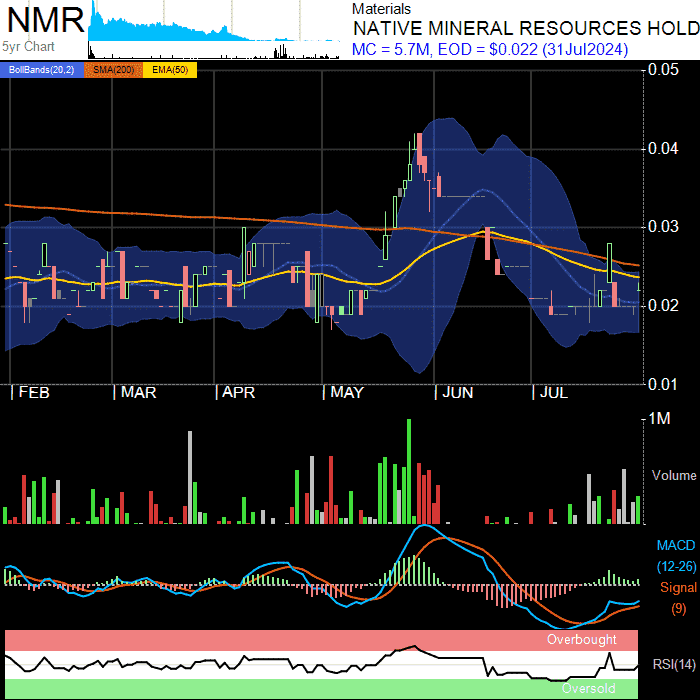 NMR
5yr Chart
Materials
NATIVE MINERAL RESOURCES HOLD
MC = 5.7M, EOD = $0.022 (31Jul2024)
BollBands(20,2) SMA(200) EMA(50)
0.05
0.04
0.03
0.02
0.01
FEB MAR APR MAY JUN JUL
1M
Volume
MACD
(12-26)
Signal
(9)
Overbought
RSI(14)
Oversold